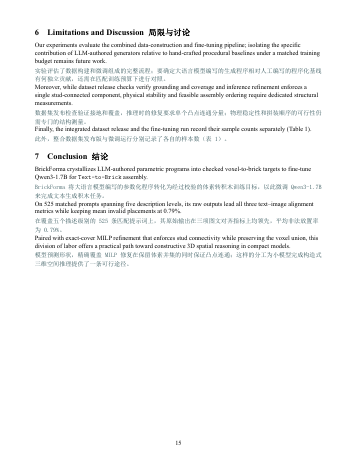 6 Limitations and Discussion 局限与讨论
Our experiments evaluate the combined data-construction and fine-tuning pipeline; isolating the specific
contribution of LLM-authored generators relative to hand-crafted procedural baselines under a matched training
budget remains future work.
实验评估了数据构建和微调组成的完整流程；要确定大语言模型编写的生成程序相对人工编写的程序化基线
有何独立贡献，还需在匹配训练预算下进行对照。
Moreover, while dataset release checks verify grounding and coverage and inference refinement enforces a
single stud-connected component, physical stability and feasible assembly ordering require dedicated structural
measurements.
数据集发布检查验证接地和覆盖，推理时的修复要求单个凸点连通分量；物理稳定性和拼装顺序的可行性仍
需专门的结构测量。
Finally, the integrated dataset release and the fine-tuning run record their sample counts separately (Table 1).
此外，整合数据集发布版与微调运行分别记录了各自的样本数（表 1）。
7 Conclusion 结论
BrickForma crystallizes LLM-authored parametric programs into checked voxel-to-brick targets to fine-tune
Qwen3-1.7B for Text-to-Brick assembly.
BrickForma 将大语言模型编写的参数化程序转化为经过校验的体素转积木训练目标，以此微调 Qwen3-1.7B
来完成文本生成积木任务。
On 525 matched prompts spanning five description levels, its raw outputs lead all three text–image alignment
metrics while keeping mean invalid placements at 0.79%.
在覆盖五个描述级别的 525 条匹配提示词上，其原始输出在三项图文对齐指标上均领先，平均非法放置率
为 0.79%。
Paired with exact-cover MILP refinement that enforces stud connectivity while preserving the voxel union, this
division of labor offers a practical path toward constructive 3D spatial reasoning in compact models.
模型预测形状，精确覆盖 MILP 修复在保留体素并集的同时保证凸点连通；这样的分工为小模型完成构造式
三维空间推理提供了一条可行途径。
15